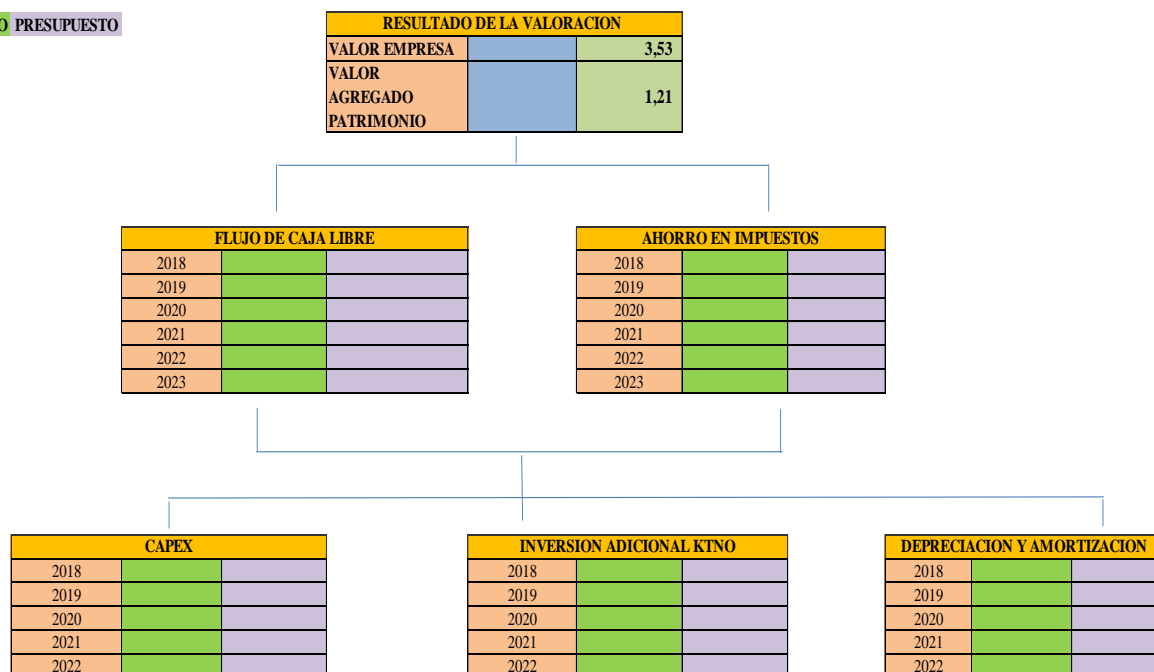 O PRESUPUESTO
RESULTADO DE LA VALORACION
VALOR EMPRESA 3,53
VALOR
AGREGADO 1,21
PATRIMONIO
FLUJO DE CAJA LIBRE
2018
2019
2020
2021
2022
2023
AHORRO EN IMPUESTOS
2018
2019
2020
2021
2022
2023
CAPEX
2018
2019
2020
2021
2022
INVERSION ADICIONAL KTNO
2018
2019
2020
2021
2022
DEPRECIACION Y AMORTIZACION
2018
2019
2020
2021
2022